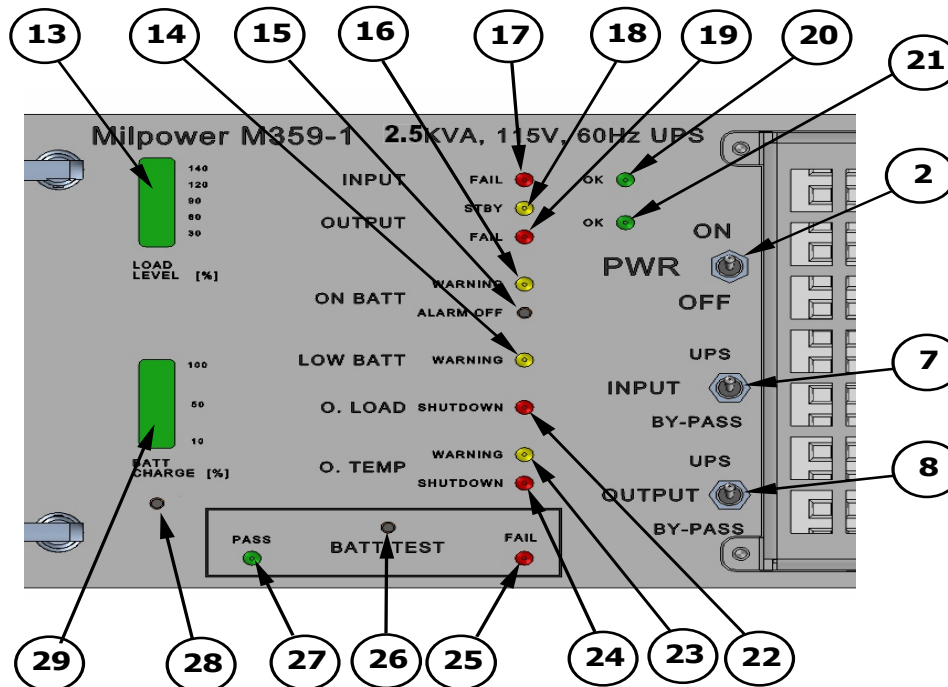 13 14 15 16 17 18 19 20
21
Milpower M359-1 2.5KVA, 115V, 60Hz UPS
140
120
90
60
30
LOAD
LEVEL [%]
INPUT FAIL OK
STBY
OUTPUT
FAIL OK
2
ON
PWR
OFF
WARNING
ON BATT
ALARM OFF
LOW BATT WARNING
UPS
INPUT
BY-PASS
7
100
50
10
BATT
CHARGE [%]
O. LOAD SHUTDOWN
WARNING
O. TEMP
SHUTDOWN
UPS
OUTPUT
BY-PASS
8
PASS BATT TEST FAIL
29 28 27 26 25 24 23 22